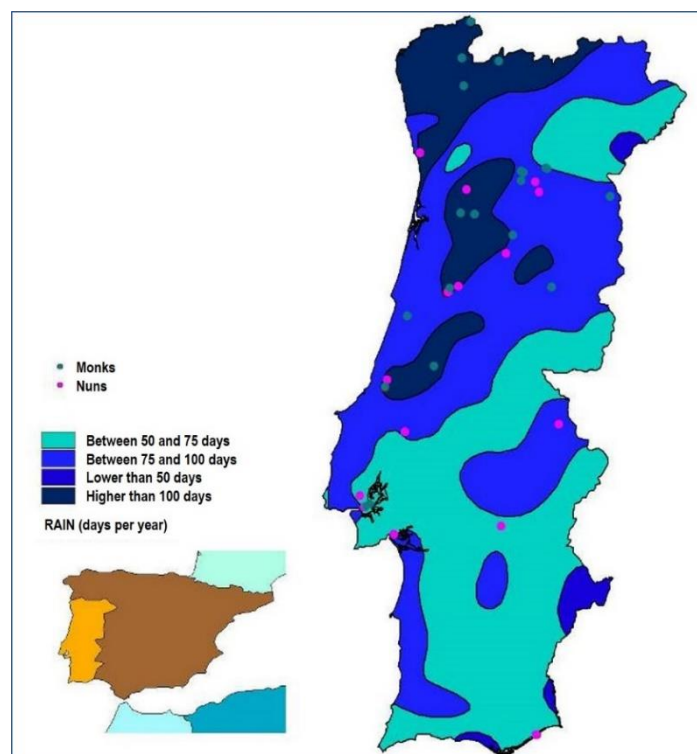 Monks
Nuns
Between 50 and 75 days
Between 75 and 100 days
Lower than 50 days
Higher than 100 days
RAIN (days per year)